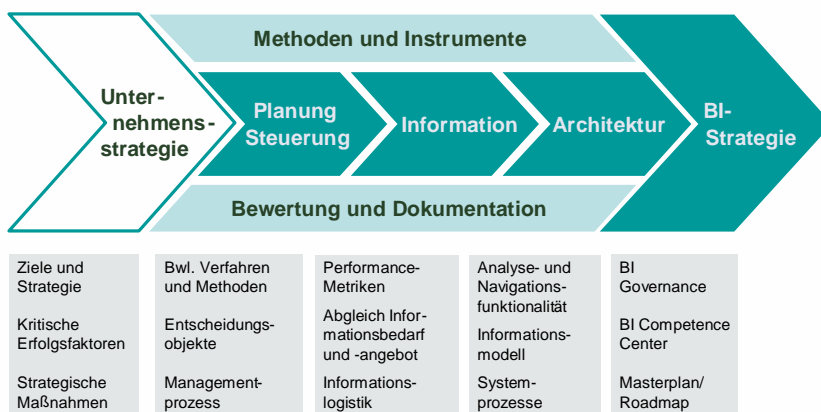 Methoden und Instrumente
Unter-
nehmens-
strategie
Planung
Steuerung
Information
Architektur
BI-
Strategie
Bewertung und Dokumentation
Ziele und
Strategie
Kritische
Erfolgsfaktoren
Strategische
Maßnahmen
Bwl. Verfahren
und Methoden
Entscheidungs-
objekte
Management-
prozess
Performance-
Metriken
Abgleich Infor-
mationsbedarf
und -angebot
Informations-
logistik
Analyse- und
Navigations-
funktionalität
Informations-
modell
System-
prozesse
BI
Governance
BI Competence
Center
Masterplan/
Roadmap